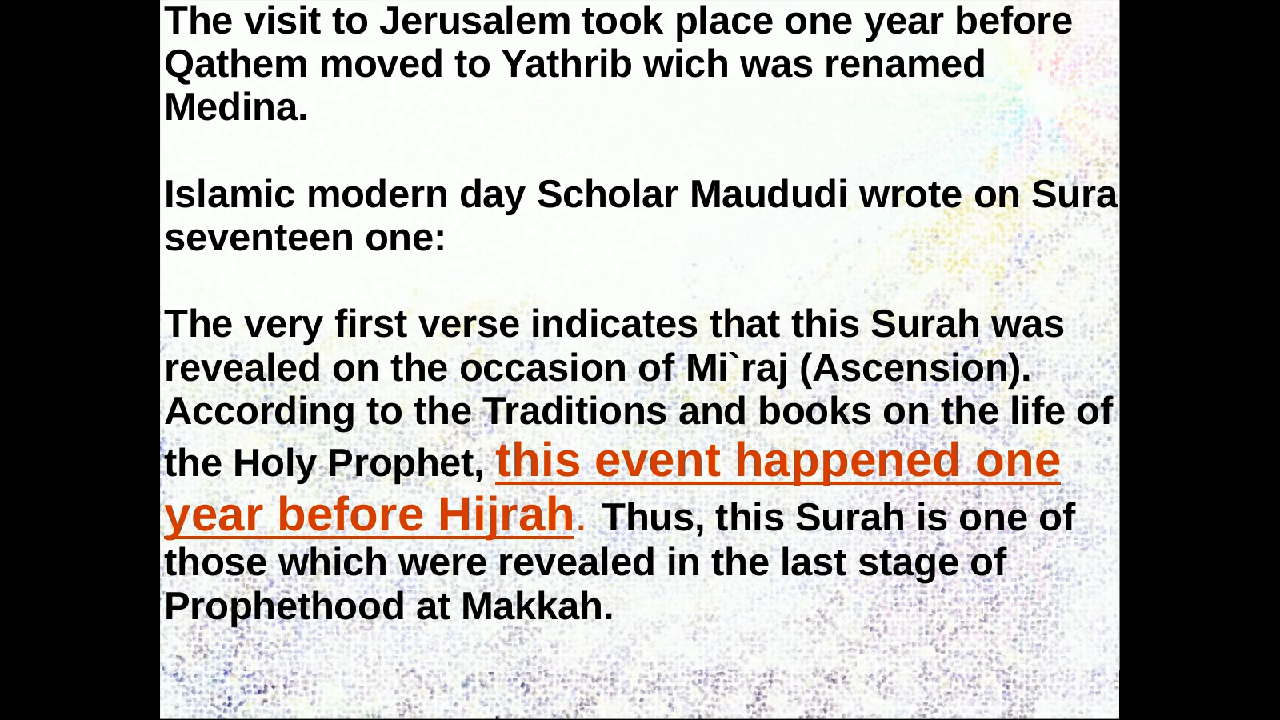 The visit to Jerusalem took place one year before
Qathem moved to Yathrib wich was renamed
Medina.
Islamic modern day Scholar Maududi wrote on Sura
seventeen one:
The very first verse indicates that this Surah was
revealed on the occasion of Mi`raj (Ascension).
According to the Traditions and books on the life of
the Holy Prophet, this event happened one
year before Hijrah. Thus, this Surah is one of
those which were revealed in the last stage of
Prophethood at Makkah.